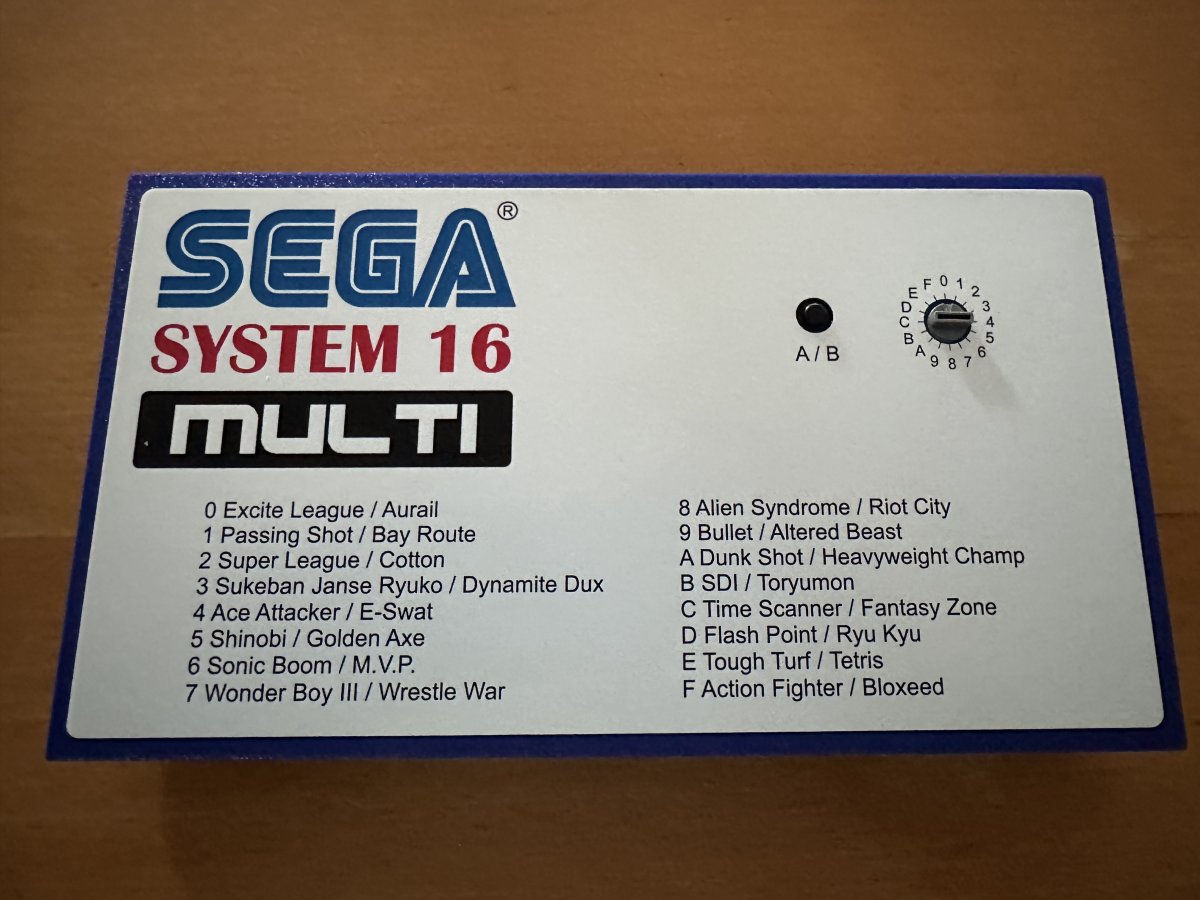 SEGA®
SYSTEM 16
MULTI
A / B
0 1 2 3 4 5 6 7 8 9 A B C D E F
0 Excite League / Aurail
1 Passing Shot / Bay Route
2 Super League / Cotton
3 Sukeban Janse Ryuko / Dynamite Dux
4 Ace Attacker / E-Swat
5 Shinobi / Golden Axe
6 Sonic Boom / M.V.P.
7 Wonder Boy III / Wrestle War
8 Alien Syndrome / Riot City
9 Bullet / Altered Beast
A Dunk Shot / Heavyweight Champ
B SDI / Toryumon
C Time Scanner / Fantasy Zone
D Flash Point / Ryu Kyu
E Tough Turf / Tetris
F Action Fighter / Bloxeed